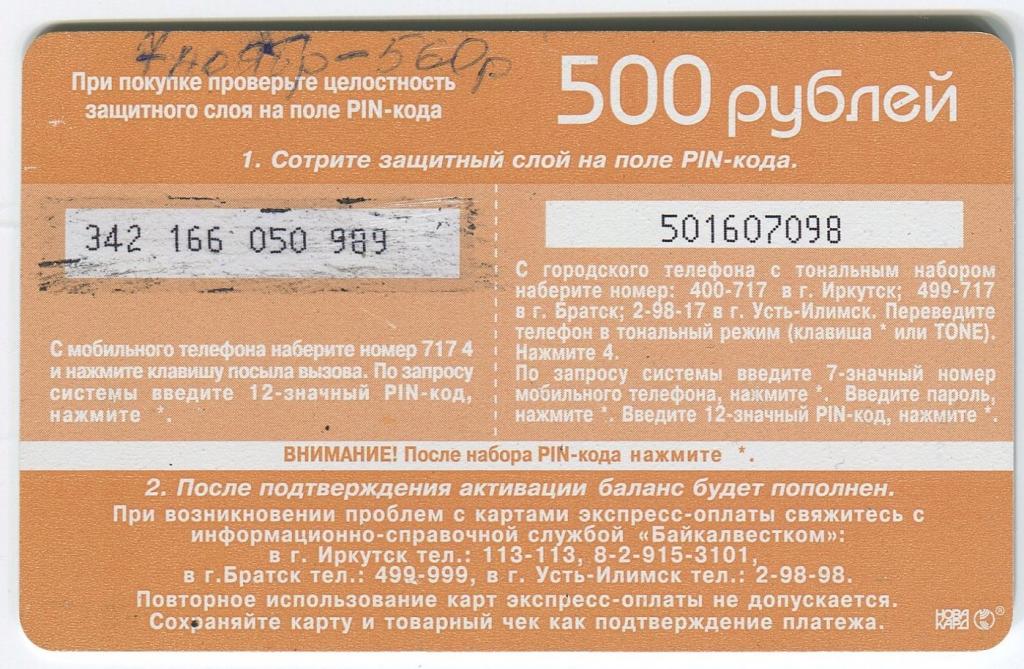 При покупке проверьте целостность
защитного слоя на поле PIN-кода
500 рублей
1. Сотрите защитный слой на поле PIN-кода.
342 166 050 989
С мобильного телефона наберите номер 717 4
и нажмите клавишу посыла вызова. По запросу
системы введите 12-значный PIN-код,
нажмите *.
501607098
С городского телефона с тональным набором
наберите номер: 400-717 в г. Иркутск; 499-717
в г. Братск; 2-98-17 в г. Усть-Илимск. Переведите
телефон в тональный режим (клавиша * или TONE).
Нажмите 4.
По запросу системы введите 7-значный номер
мобильного телефона, нажмите *. Введите пароль,
нажмите *. Введите 12-значный PIN-код, нажмите *.
ВНИМАНИЕ! После набора PIN-кода нажмите *.
2. После подтверждения активации баланс будет пополнен.
При возникновении проблем с картами экспресс-оплаты свяжитесь с
информационно-справочной службой «Байкалвестком»:
в г. Иркутск тел.: 113-113, 8-2-915-3101,
в г.Братск тел.: 499-999, в г. Усть-Илимск тел.: 2-98-98.
Повторное использование карт экспресс-оплаты не допускается.
Сохраняйте карту и товарный чек как подтверждение платежа.
НОВА
КАРД ®